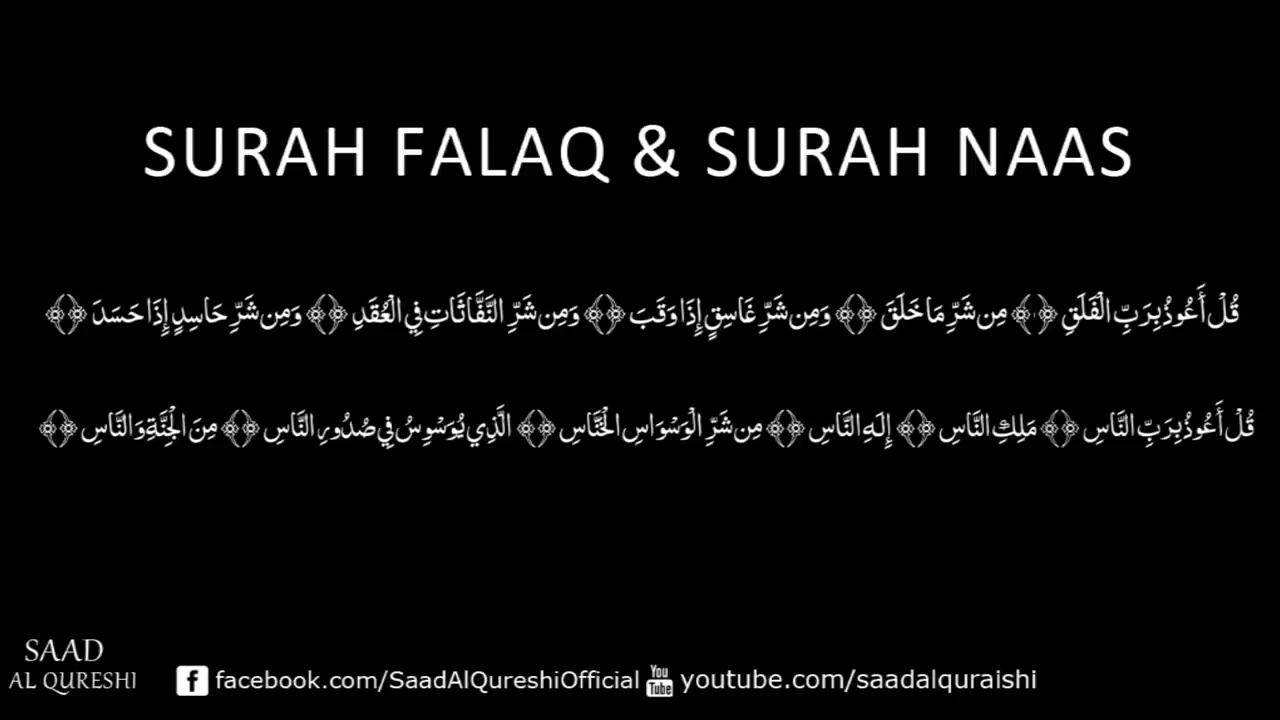 SURAH FALAQ & SURAH NAAS
قُلْ أَعُوذُ بِرَبِّ الْفَلَقِ ﴿١﴾ مِن شَرِّ مَا خَلَقَ ﴿﴾ وَمِن شَرِّ غَاسِقٍ إِذَا وَقَبَ ﴿﴾ وَمِن شَرِّ النَّفَّاثَاتِ فِي الْعُقَدِ ﴿﴾ وَمِن شَرِّ حَاسِدٍ إِذَا حَسَدَ ﴿﴾
قُلْ أَعُوذُ بِرَبِّ النَّاسِ ﴿﴾ مَلِكِ النَّاسِ ﴿﴾ إِلَهِ النَّاسِ ﴿﴾ مِن شَرِّ الْوَسْوَاسِ الْخَنَّاسِ ﴿﴾ الَّذِي يُوَسْوِسُ فِي صُدُورِ النَّاسِ ﴿﴾ مِنَ الْجِنَّةِ وَالنَّاسِ ﴿﴾
SAAD
AL QURESHI
facebook.com/SaadAlQureshiOfficial You Tube youtube.com/saadalquraishi